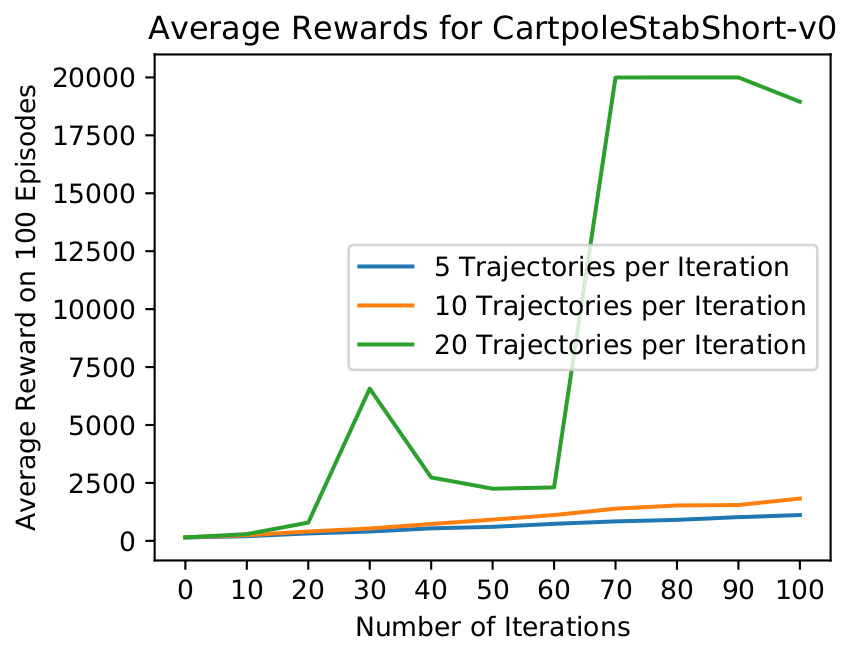 Average Rewards for CartpoleStabShort-v0
Average Reward on 100 Episodes
20000
17500
15000
12500
10000
7500
5000
2500
0
5 Trajectories per Iteration
10 Trajectories per Iteration
20 Trajectories per Iteration
0 10 20 30 40 50 60 70 80 90 100
Number of Iterations